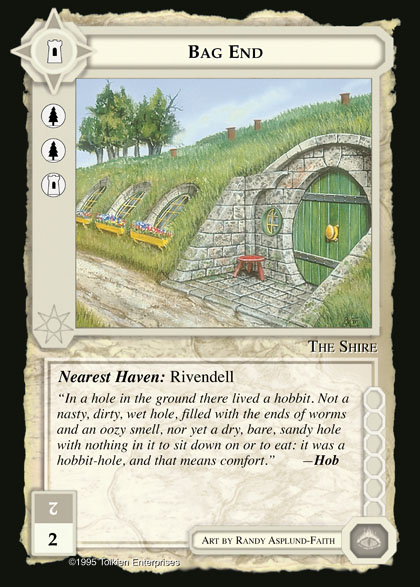 BAG END
THE SHIRE
Nearest Haven: Rivendell
“In a hole in the ground there lived a hobbit. Not a
nasty, dirty, wet hole, filled with the ends of worms
and an oozy smell, nor yet a dry, bare, sandy hole
with nothing in it to sit down on or to eat: it was a
hobbit-hole, and that means comfort.” —Hob
2
2
ART BY RANDY ASPLUND-FAITH
©1995 Tolkien Enterprises